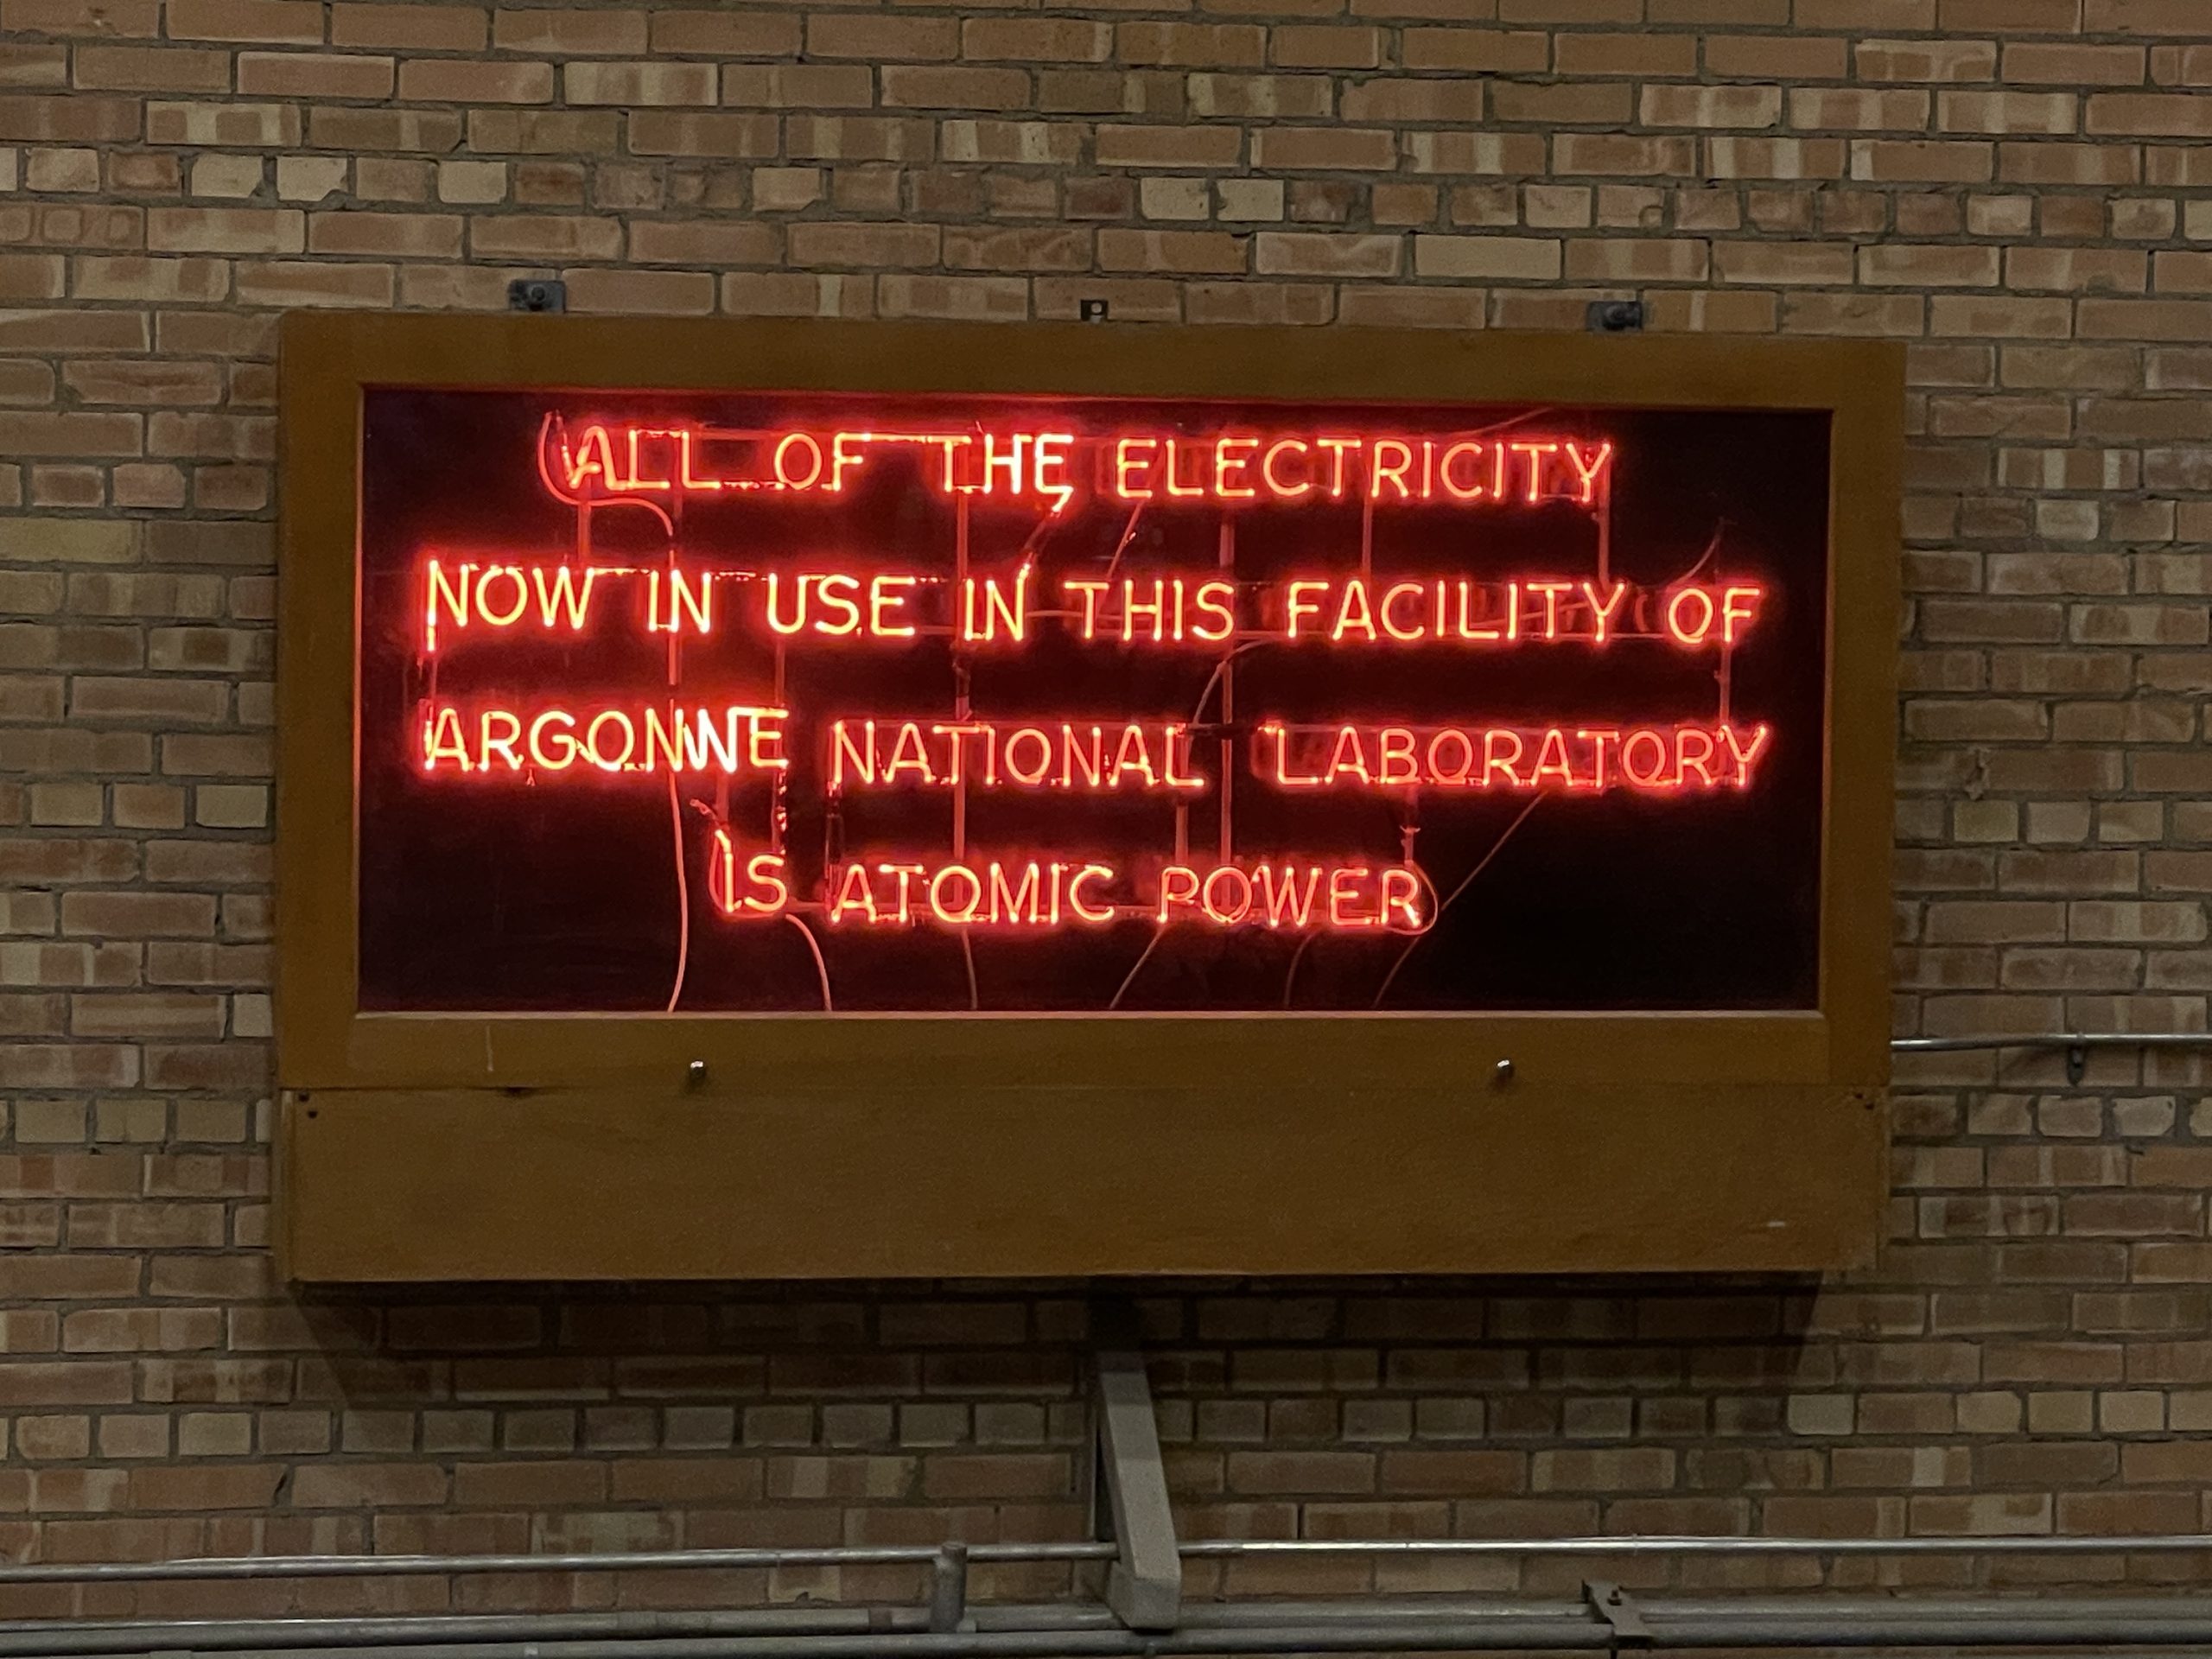 ALL OF THE ELECTRICITY
NOW IN USE IN THIS FACILITY OF
ARGONNE NATIONAL LABORATORY
IS ATOMIC POWER